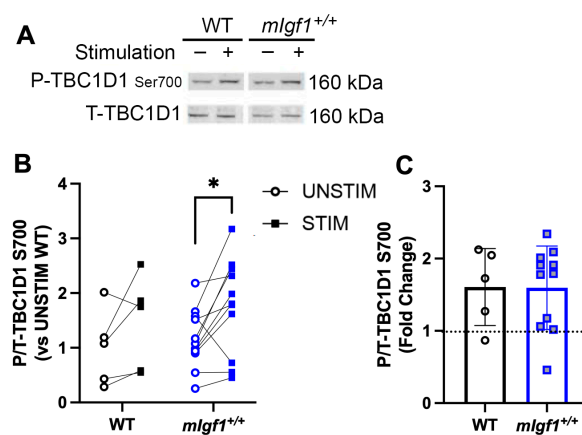 A
WT mIgf1+/+
Stimulation – + – +
P-TBC1D1 Ser700 160 kDa
T-TBC1D1 160 kDa
B
P/T-TBC1D1 S700
(vs UNSTIM WT)
4
3
2
1
0
*
WT mIgf1+/+
UNSTIM
STIM
C
P/T-TBC1D1 S700
(Fold Change)
3
2
1
0
WT mIgf1+/+